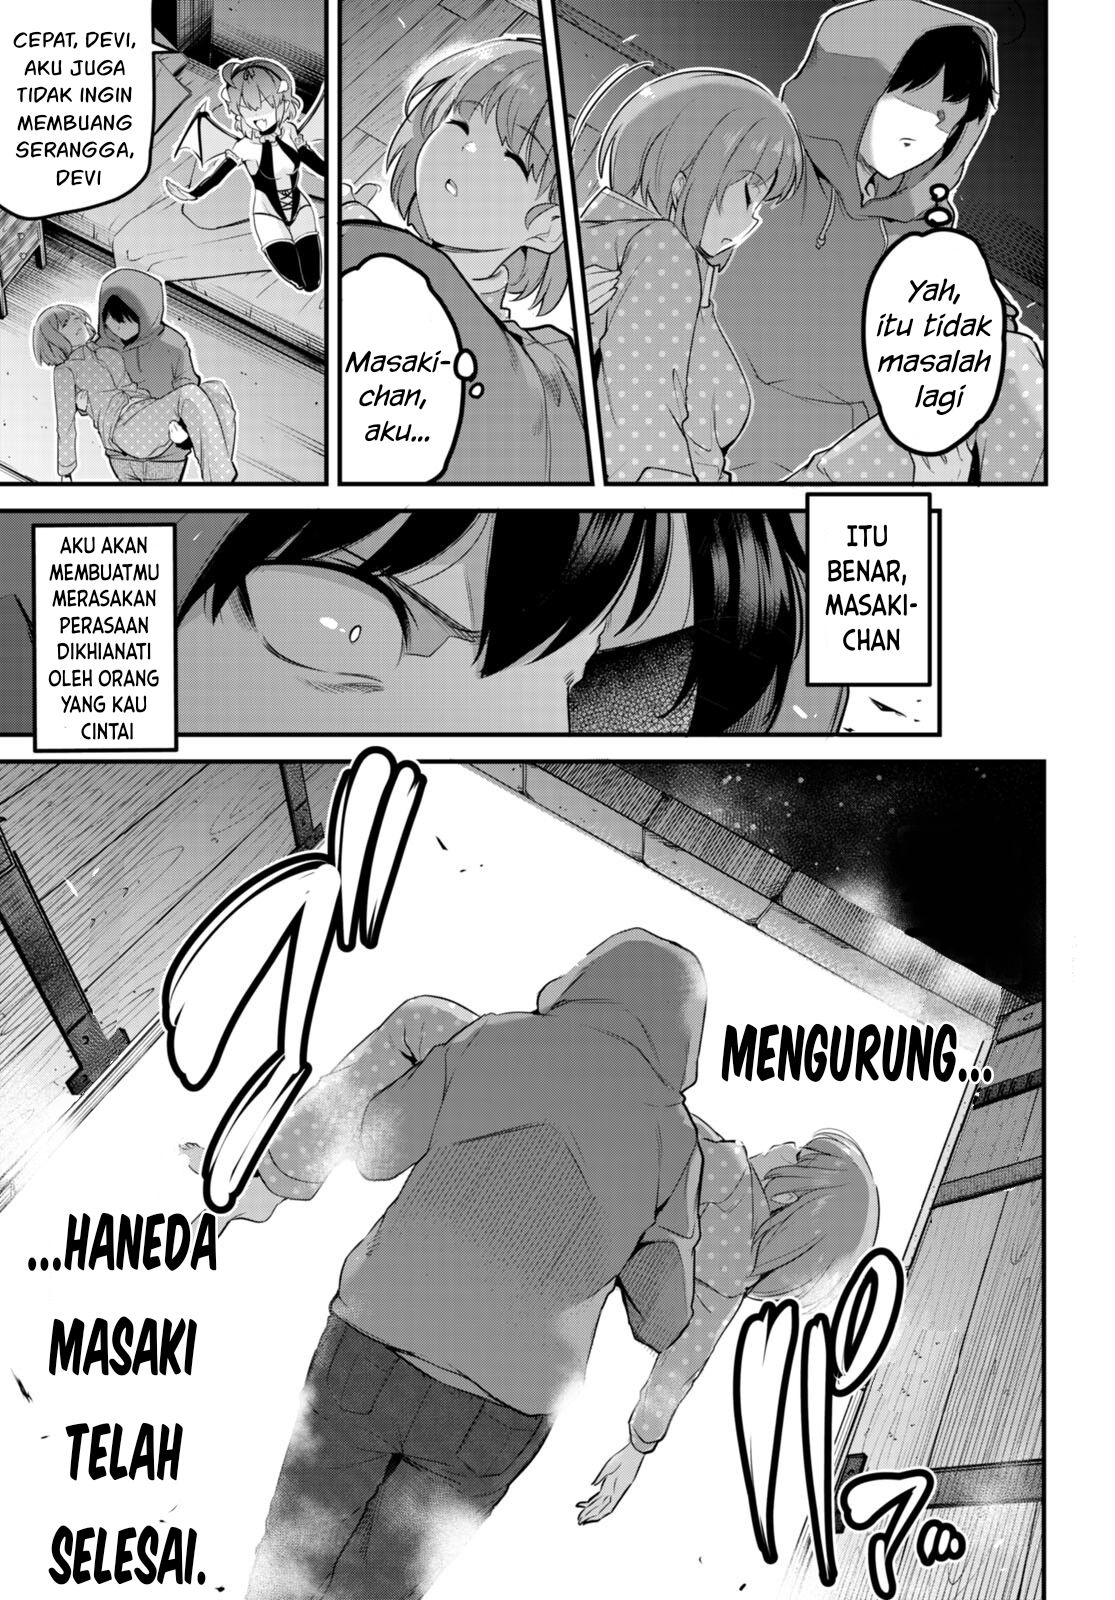 Yah,
itu tidak
masalah
lagi
Masaki-
chan,
aku...
CEPAT, DEVI,
AKU JUGA
TIDAK INGIN
MEMBUANG
SERANGGA,
DEVI
ITU
BENAR,
MASAKI-
CHAN
AKU AKAN
MEMBUATMU
MERASAKAN
PERASAAN
DIKHIANATI
OLEH ORANG
YANG KAU
CINTAI
MENGURUNG...
...HANEDA
MASAKI
TELAH
SELESAI.